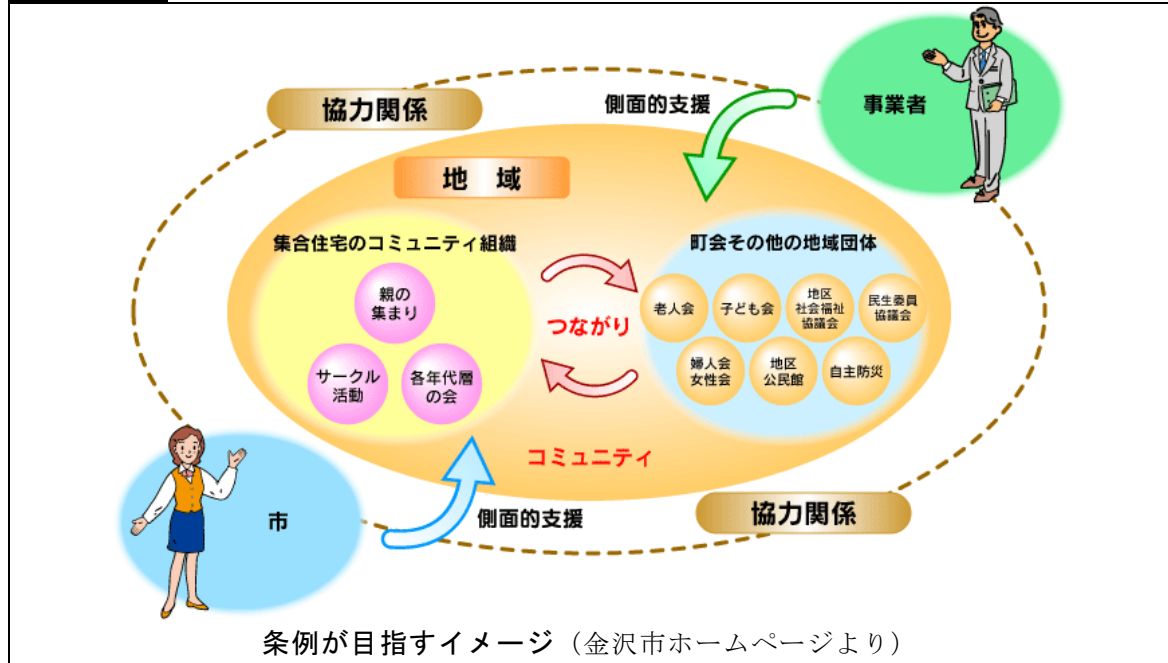 協力関係
側面的支援
事業者
地　域
集合住宅のコミュニティ組織
親の
集まり
サークル
活動
各年代層
の会
つながり
町会その他の地域団体
老人会
子ども会
地区
社会福祉
協議会
民生委員
協議会
婦人会
女性会
地区
公民館
自主防災
コミュニティ
市
側面的支援
協力関係
条例が目指すイメージ（金沢市ホームページより）